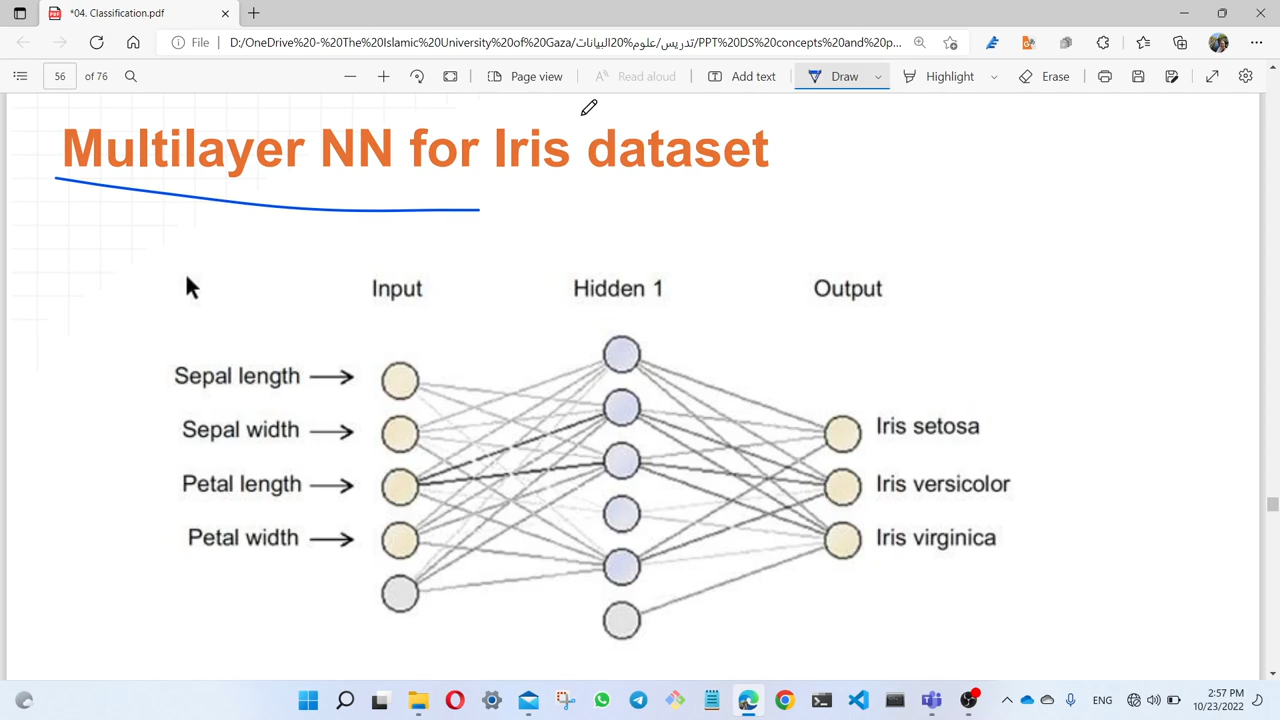 *04. Classification.pdf
File
D:/OneDrive%20-%20The%20Islamic%20University%20of%20Gaza/تدريس/علوم%20البيانات/PPT%20DS%20concepts%20and%20p...
56 of 76
Page view
Read aloud
Add text
Draw
Highlight
Erase
Multilayer NN for Iris dataset
Input
Hidden 1
Output
Sepal length
Sepal width
Petal length
Petal width
Iris setosa
Iris versicolor
Iris virginica
ENG
2:57 PM
10/23/2022